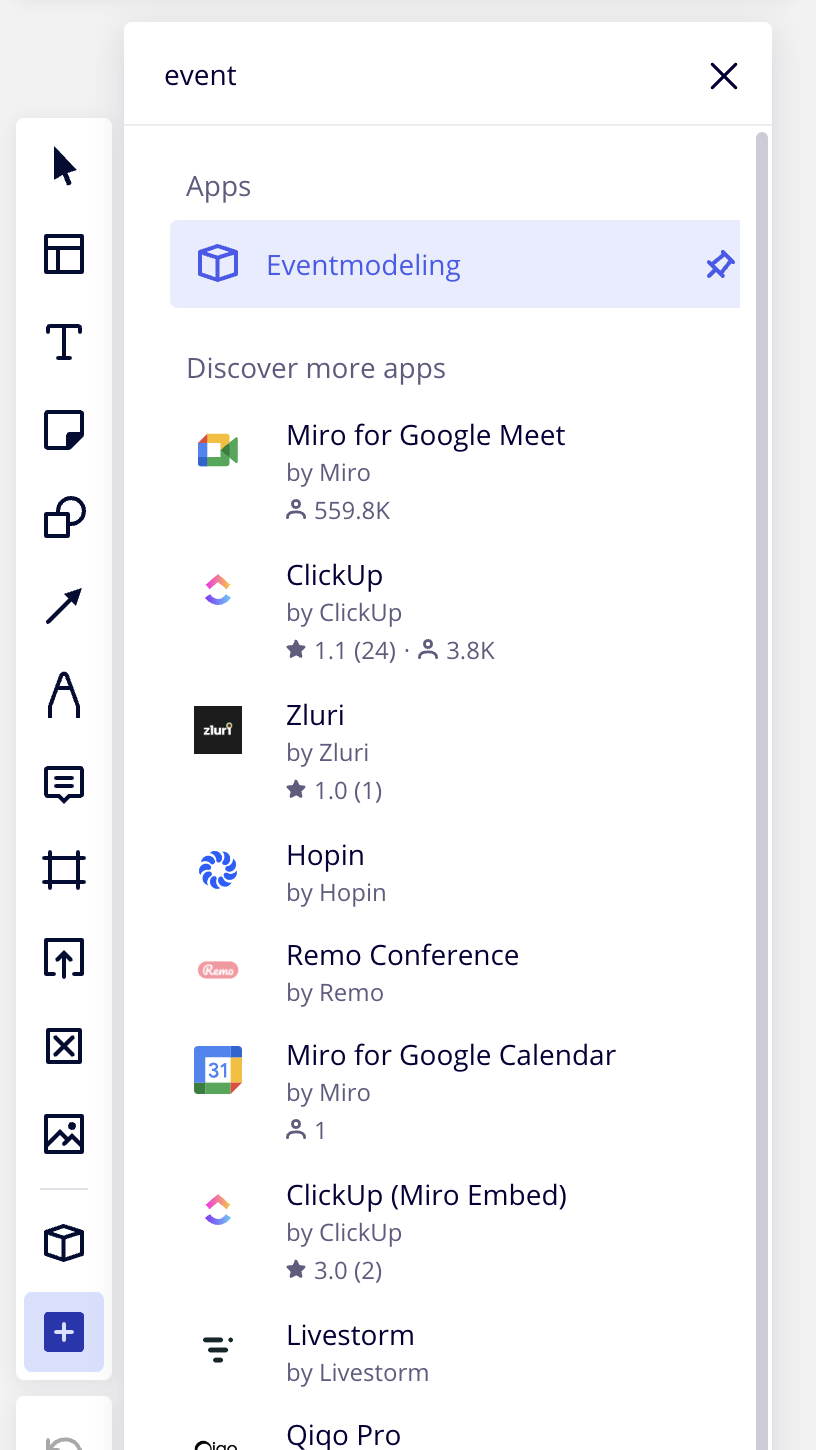 event
Apps
Eventmodeling
Discover more apps
Miro for Google Meet
by Miro
559.8K
ClickUp
by ClickUp
1.1 (24) · 3.8K
zluri
Zluri
by Zluri
1.0 (1)
Hopin
by Hopin
Remo
Remo Conference
by Remo
31
Miro for Google Calendar
by Miro
1
ClickUp (Miro Embed)
by ClickUp
3.0 (2)
Livestorm
by Livestorm
Qiqo
Qiqo Pro